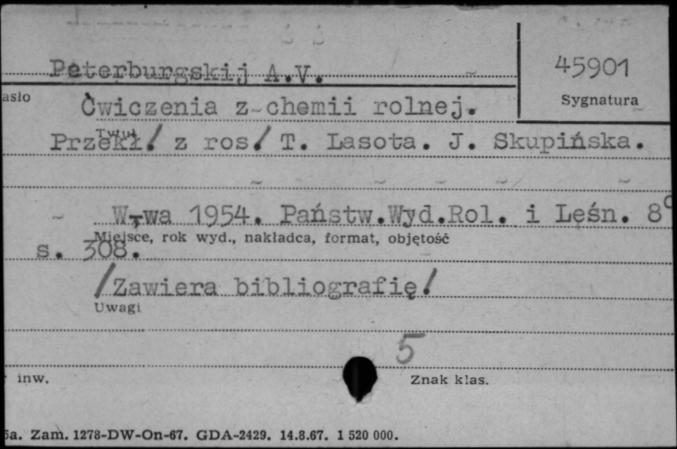 Peterburgskij A.V.
45901
asło
Ćwiczenia z chemii rolnej.
Sygnatura
Tytuł
Przekł/ z ros/ T. Lasota. J. Skupińska.
W-wa 1954. Państw.Wyd.Rol. i Leśn. 8°
Miejsce, rok wyd., nakładca, format, objętość
s. 308.
/Zawiera bibliografię/
Uwagi
5
inw.
Znak klas.
5a. Zam. 1278-DW-On-67. GDA-2429. 14.8.67. 1 520 000.